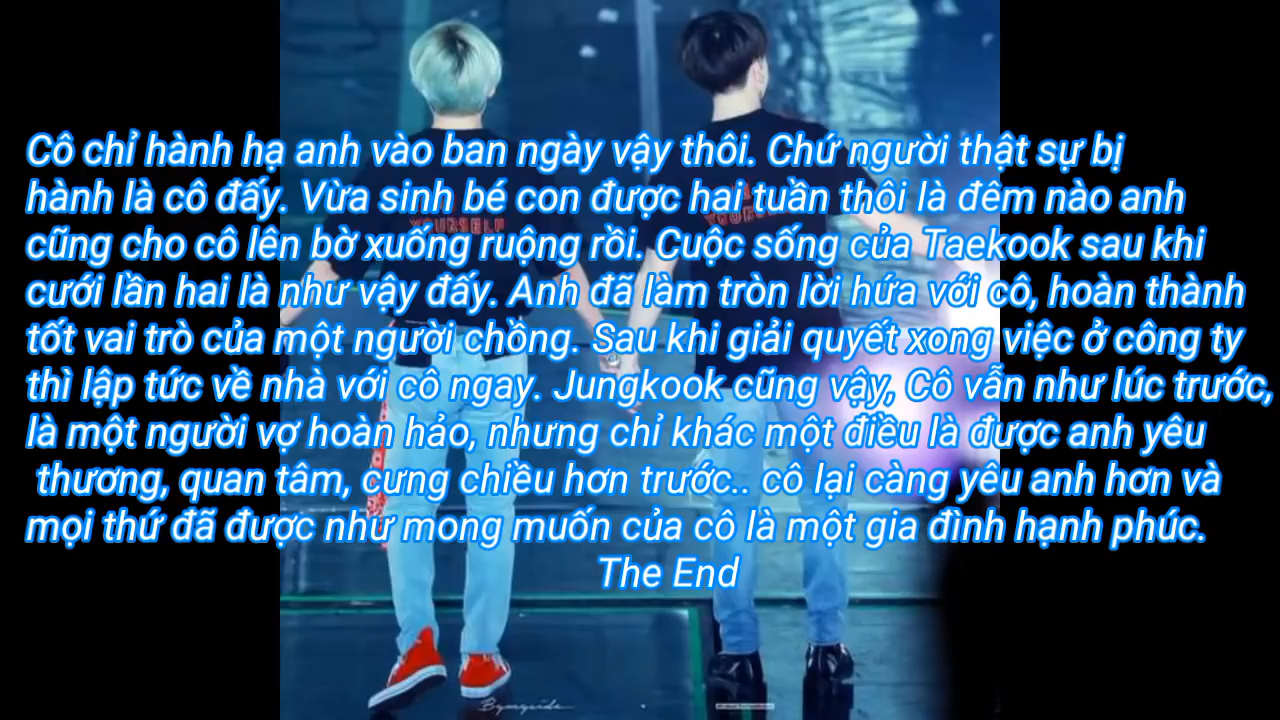 Cô chỉ hành hạ anh vào ban ngày vậy thôi. Chứ người thật sự bị
hành là cô đấy. Vừa sinh bé con được hai tuần thôi là đêm nào anh
cũng cho cô lên bờ xuống ruộng rồi. Cuộc sống của Taekook sau khi
cưới lần hai là như vậy đấy. Anh đã làm tròn lời hứa với cô, hoàn thành
tốt vai trò của một người chồng. Sau khi giải quyết xong việc ở công ty
thì lập tức về nhà với cô ngay. Jungkook cũng vậy, Cô vẫn như lúc trước,
là một người vợ hoàn hảo, nhưng chỉ khác một điều là được anh yêu
thương, quan tâm, cưng chiều hơn trước.. cô lại càng yêu anh hơn và
mọi thứ đã được như mong muốn của cô là một gia đình hạnh phúc.
The End
YOURSELF